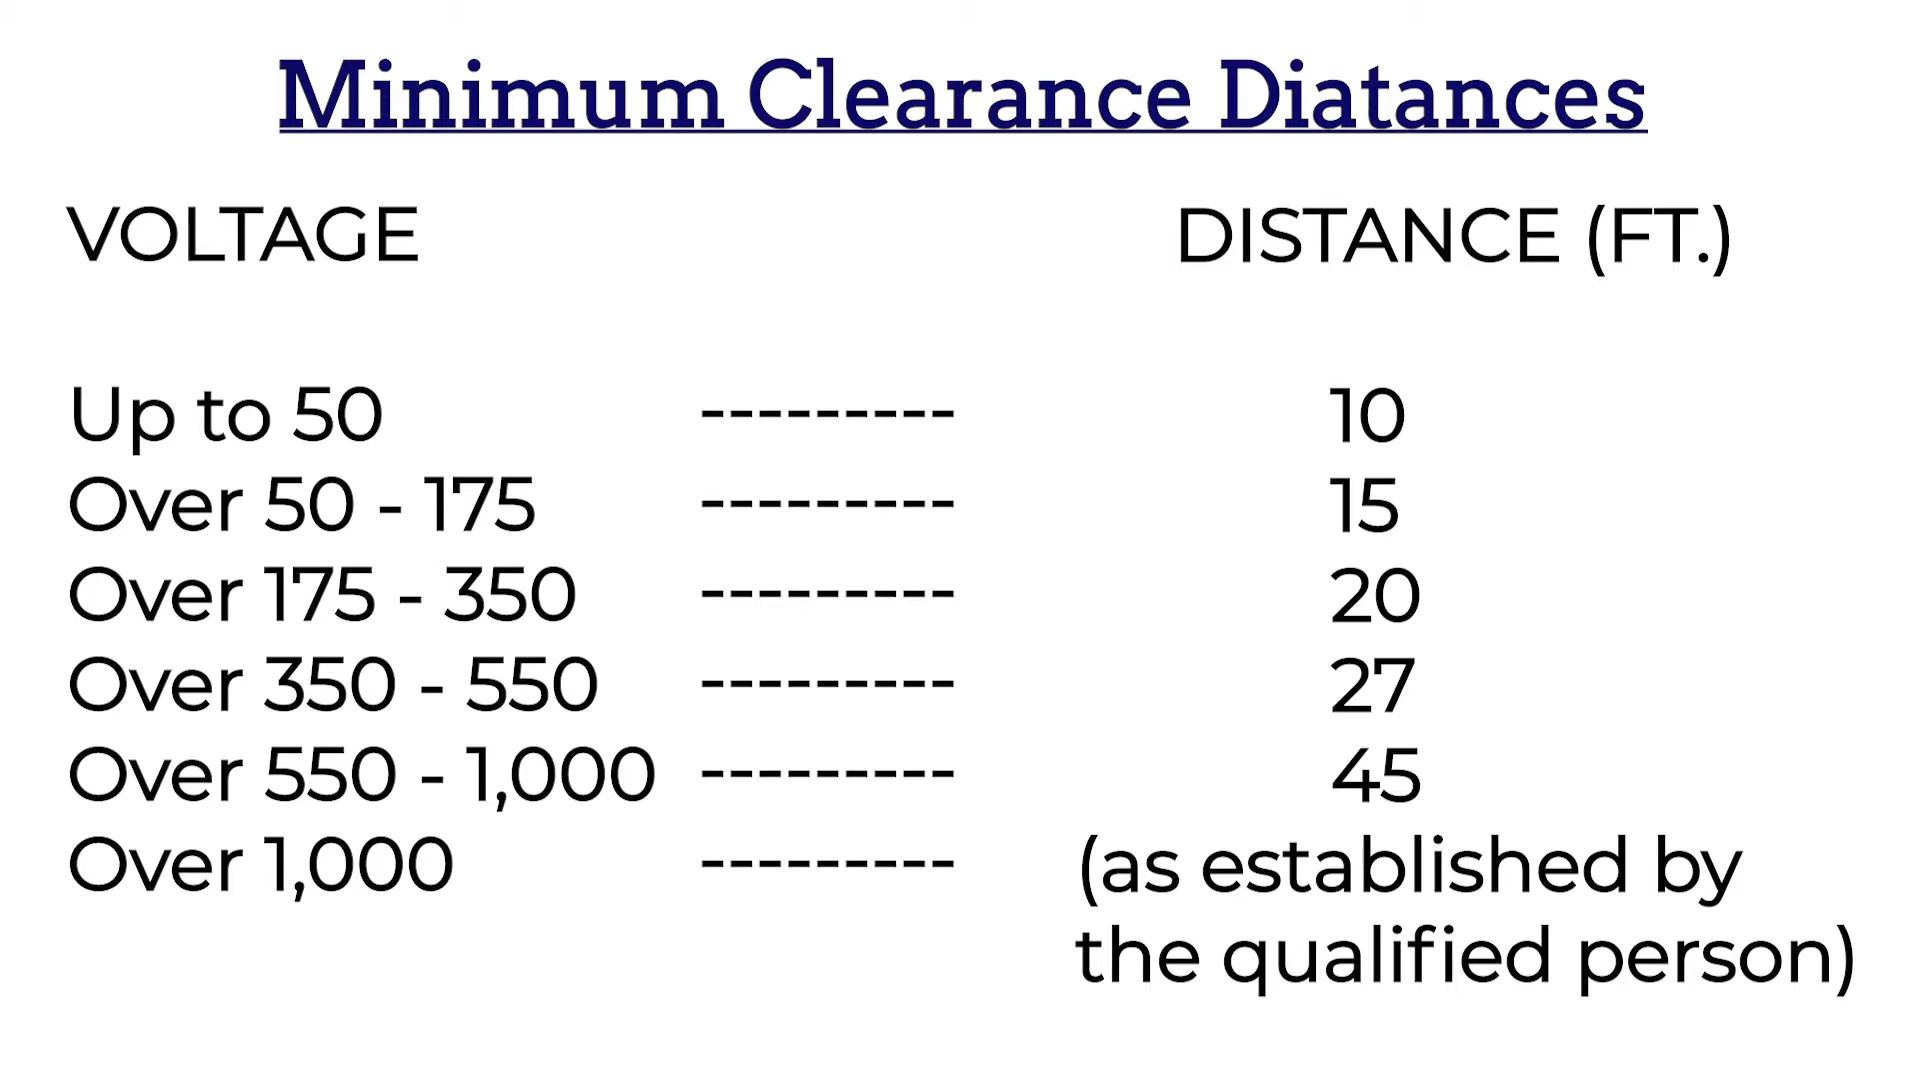 Minimum Clearance Diatances
VOLTAGE DISTANCE (FT.)
Up to 50 --------- 10
Over 50 - 175 --------- 15
Over 175 - 350 --------- 20
Over 350 - 550 --------- 27
Over 550 - 1,000 --------- 45
Over 1,000 --------- (as established by
the qualified person)